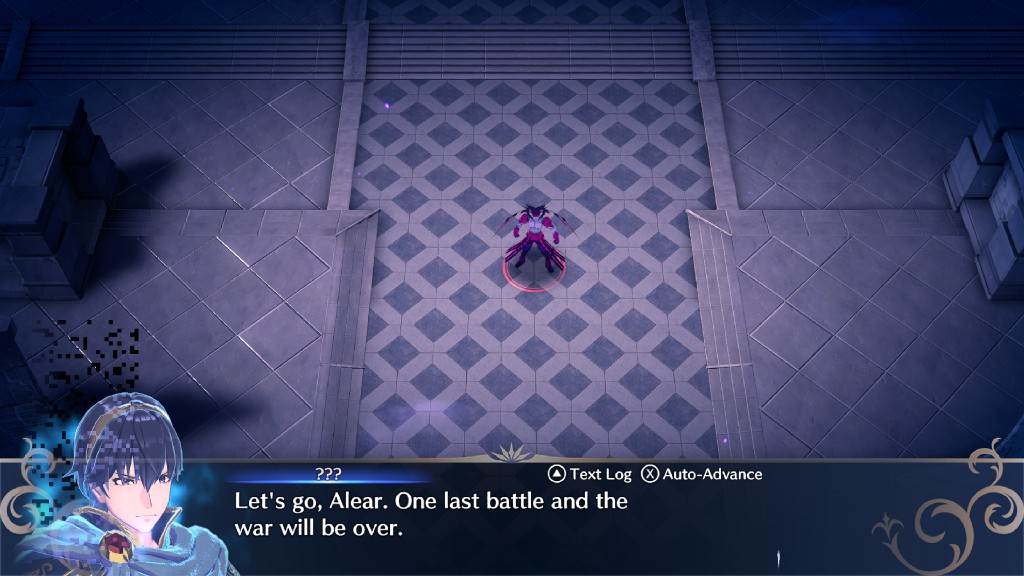 ???
Text Log Auto-Advance
Let's go, Alear. One last battle and the
war will be over.